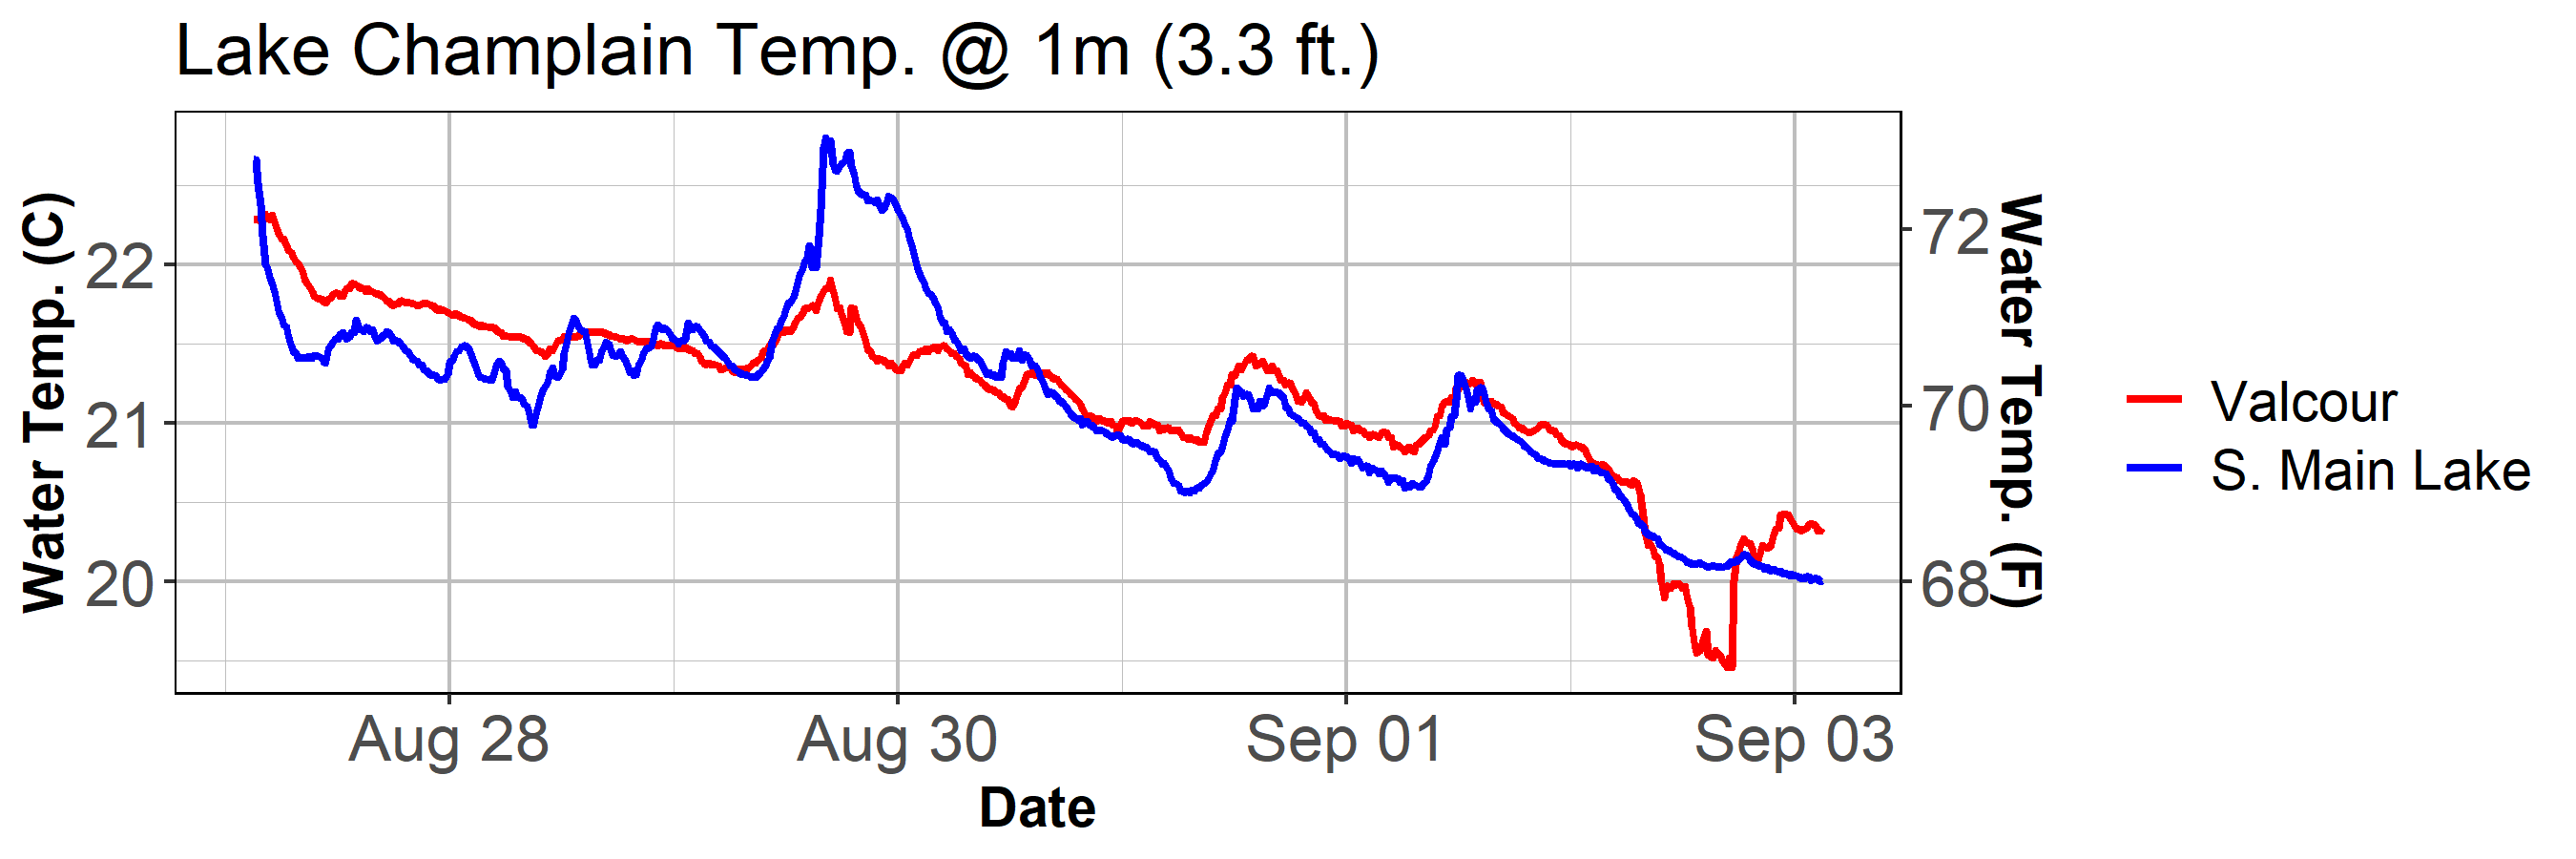 Lake Champlain Temp. @ 1m (3.3 ft.)
Water Temp. (C)
22
21
20
72
70
68
Water Temp. (F)
Aug 28
Aug 30
Sep 01
Sep 03
Date
Valcour
S. Main Lake